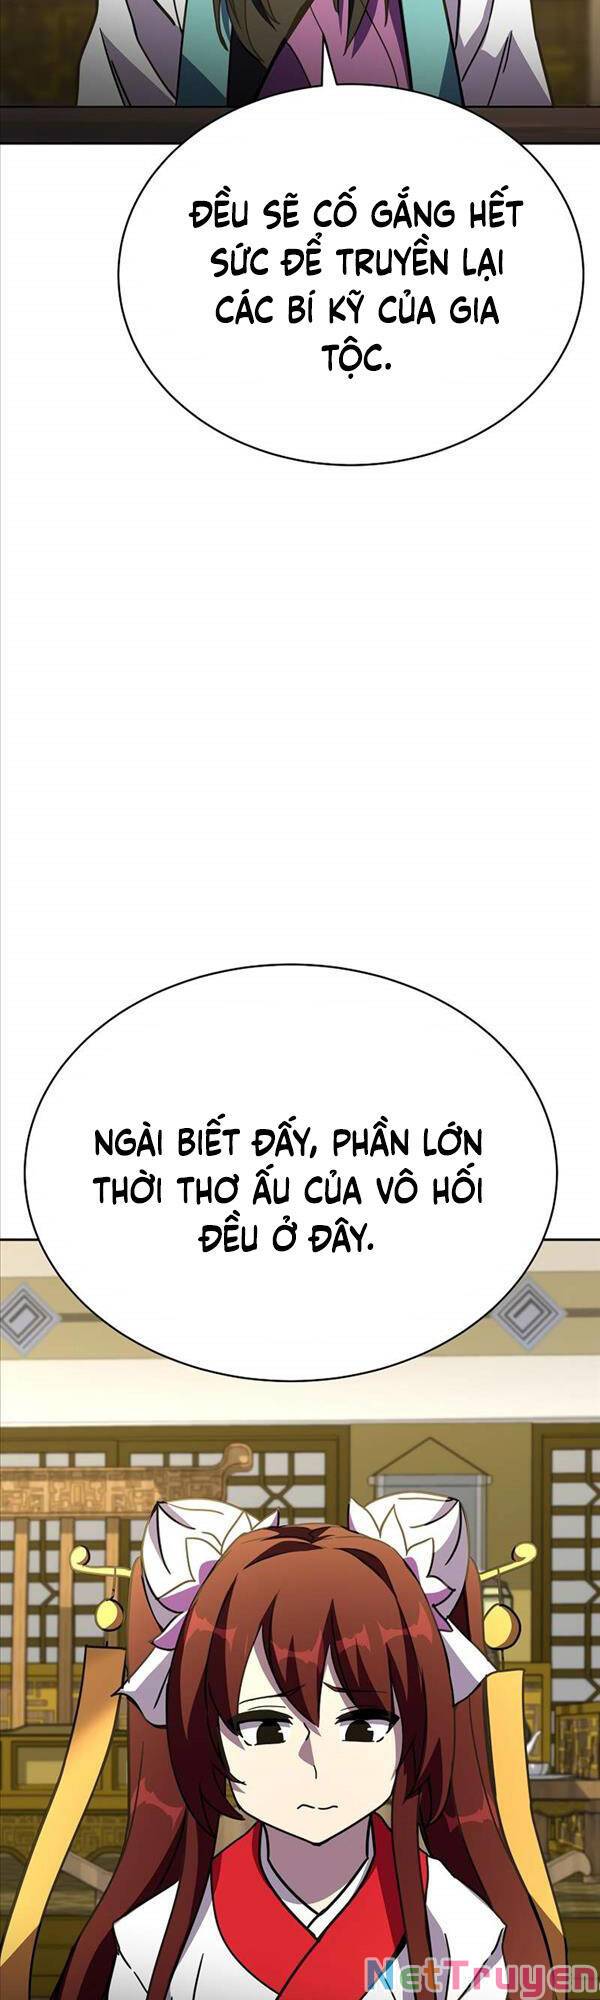 ĐỀU SẼ CỐ GẮNG HẾT
SỨC ĐỂ TRUYỀN LẠI
CÁC BÍ KỸ CỦA GIA
TỘC.
NGÀI BIẾT ĐẤY, PHẦN LỚN
THỜI THƠ ẤU CỦA VÔ HỐI
ĐỀU Ở ĐÂY.
NetTruyen